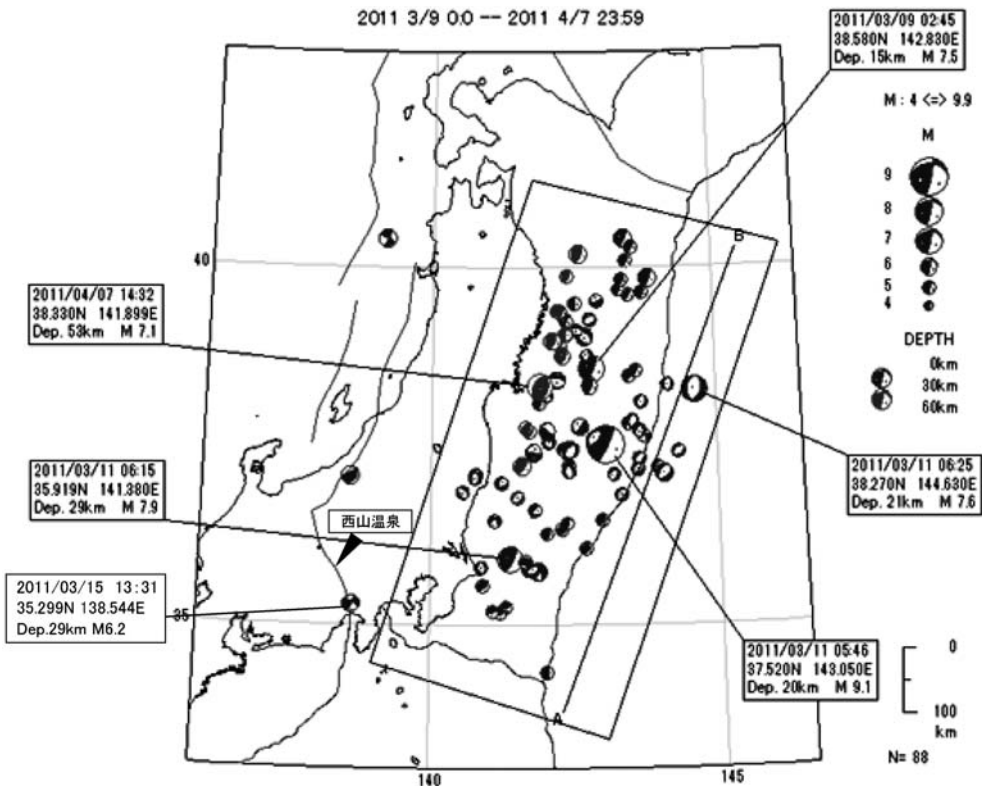 2011 3/9 0:0 -- 2011 4/7 23:59
2011/03/09 02:45
38.580N 142.830E
Dep. 15km M 7.5
M : 4 <=> 9.9
M
9
8
7
6
5
4
DEPTH
0km
30km
60km
B
40
2011/04/07 14:32
38.330N 141.899E
Dep. 53km M 7.1
2011/03/11 06:15
35.919N 141.380E
Dep. 29km M 7.9
2011/03/11 06:25
38.270N 144.630E
Dep. 21km M 7.6
西山温泉
2011/03/15 13:31
35.299N 138.544E
Dep.29km M6.2
35
2011/03/11 05:46
37.520N 143.050E
Dep. 20km M 9.1
A
0
100
km
N= 88
140
145